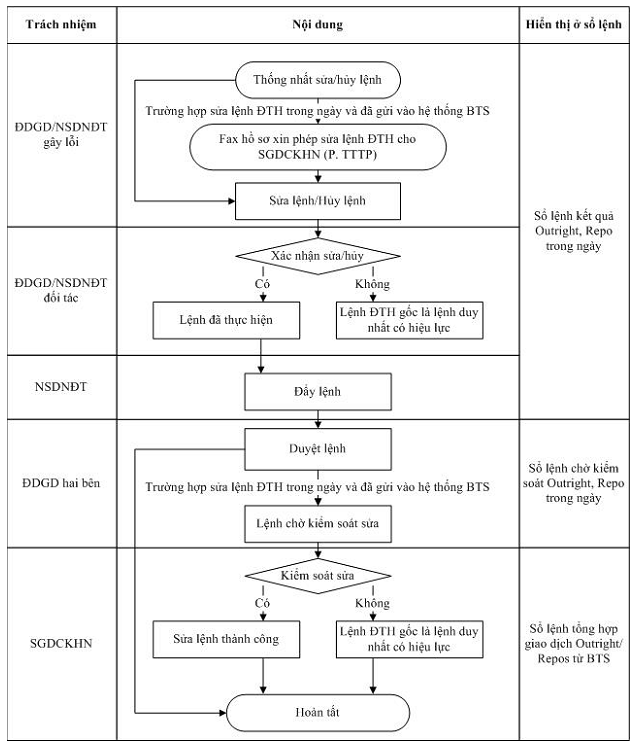 Trách nhiệm
Nội dung
Hiển thị ở sổ lệnh
ĐDGD/NSDNĐT
gây lỗi
Thống nhất sửa/hủy lệnh
Trường hợp sửa lệnh ĐTH trong ngày và đã gửi vào hệ thống BTS
Fax hồ sơ xin phép sửa lệnh ĐTH cho
SGDCKHN (P. TTTP)
Sửa lệnh/Hủy lệnh
Sổ lệnh kết quả
Outright, Repo
trong ngày
ĐDGD/NSDNĐT
đối tác
Xác nhận sửa/hủy
Có
Không
Lệnh đã thực hiện
Lệnh ĐTH gốc là lệnh duy
nhất có hiệu lực
NSDNĐT
Đẩy lệnh
ĐDGD hai bên
Duyệt lệnh
Trường hợp sửa lệnh ĐTH trong ngày và đã gửi vào hệ thống BTS
Lệnh chờ kiểm soát sửa
Sổ lệnh chờ kiểm
soát Outright, Repo
trong ngày
SGDCKHN
Kiểm soát sửa
Có
Không
Sửa lệnh thành công
Lệnh ĐTH gốc là lệnh duy
nhất có hiệu lực
Hoàn tất
Sổ lệnh tổng hợp
giao dịch Outright/
Repos từ BTS